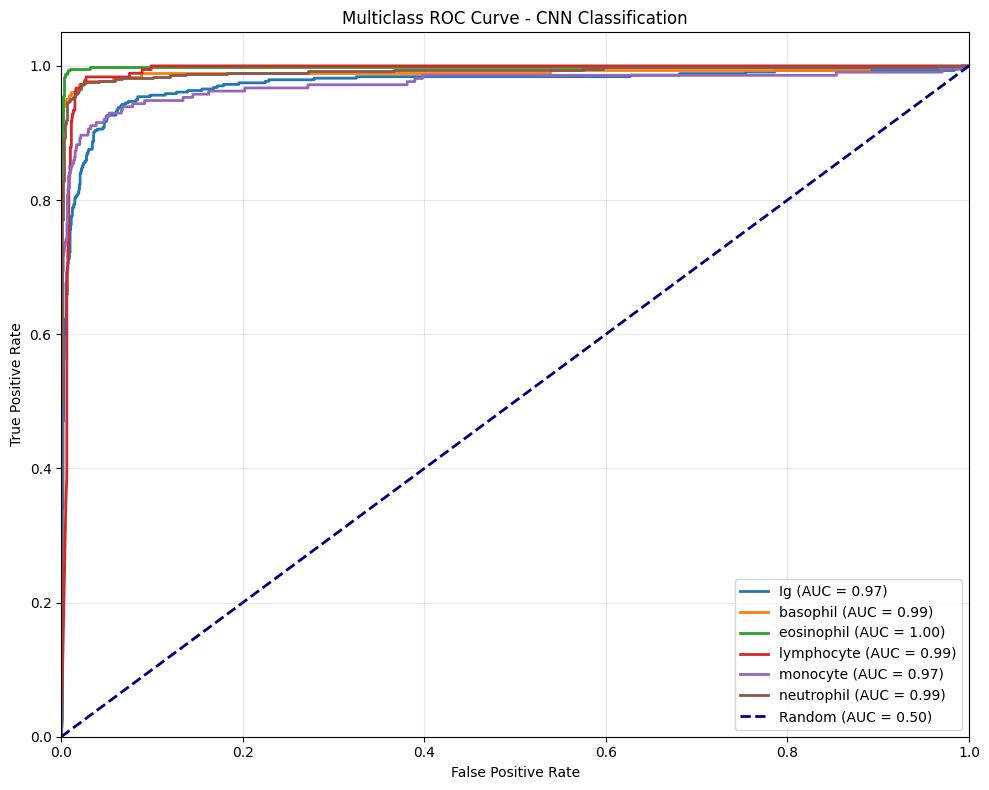 Multiclass ROC Curve - CNN Classification
True Positive Rate
1.0
0.8
0.6
0.4
0.2
0.0
0.0 0.2 0.4 0.6 0.8 1.0
False Positive Rate
Ig (AUC = 0.97)
basophil (AUC = 0.99)
eosinophil (AUC = 1.00)
lymphocyte (AUC = 0.99)
monocyte (AUC = 0.97)
neutrophil (AUC = 0.99)
Random (AUC = 0.50)